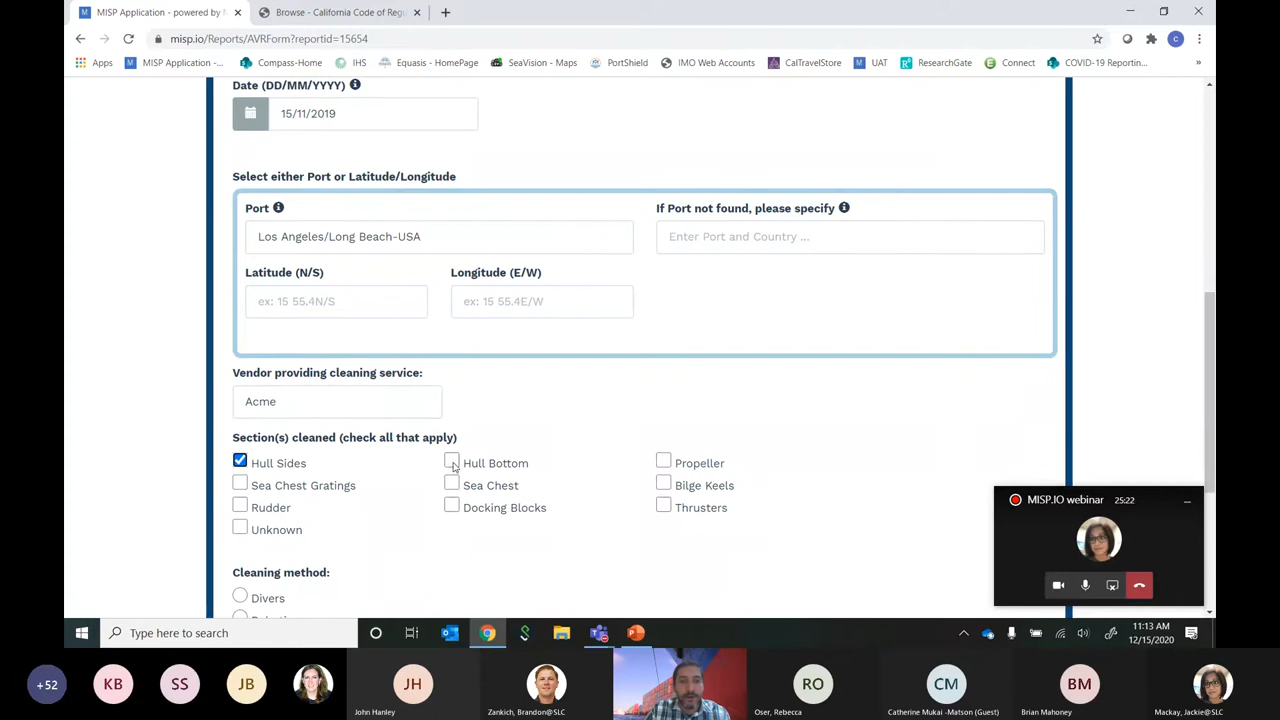 MISP Application - powered by M
Browse - California Code of Regu
misp.io/Reports/AVRForm?reportid=15654
Apps MISP Application -... Compass-Home IHS Equasis - HomePage SeaVision - Maps PortShield IMO Web Accounts CalTravelStore UAT ResearchGate Connect COVID-19 Reportin... »
Date (DD/MM/YYYY)
15/11/2019
Select either Port or Latitude/Longitude
Port If Port not found, please specify
Los Angeles/Long Beach-USA Enter Port and Country ...
Latitude (N/S) Longitude (E/W)
ex: 15 55.4N/S ex: 15 55.4E/W
Vendor providing cleaning service:
Acme
Section(s) cleaned (check all that apply)
Hull Sides Hull Bottom Propeller
Sea Chest Gratings Sea Chest Bilge Keels
Rudder Docking Blocks Thrusters
Unknown
Cleaning method:
Divers
MISP.IO webinar 25:22
Type here to search
11:13 AM
12/15/2020
+52 KB SS JB JH RO CM BM
John Hanley Zankich, Brandon@SLC Oser, Rebecca Catherine Mukai -Matson (Guest) Brian Mahoney Mackay, Jackie@SLC